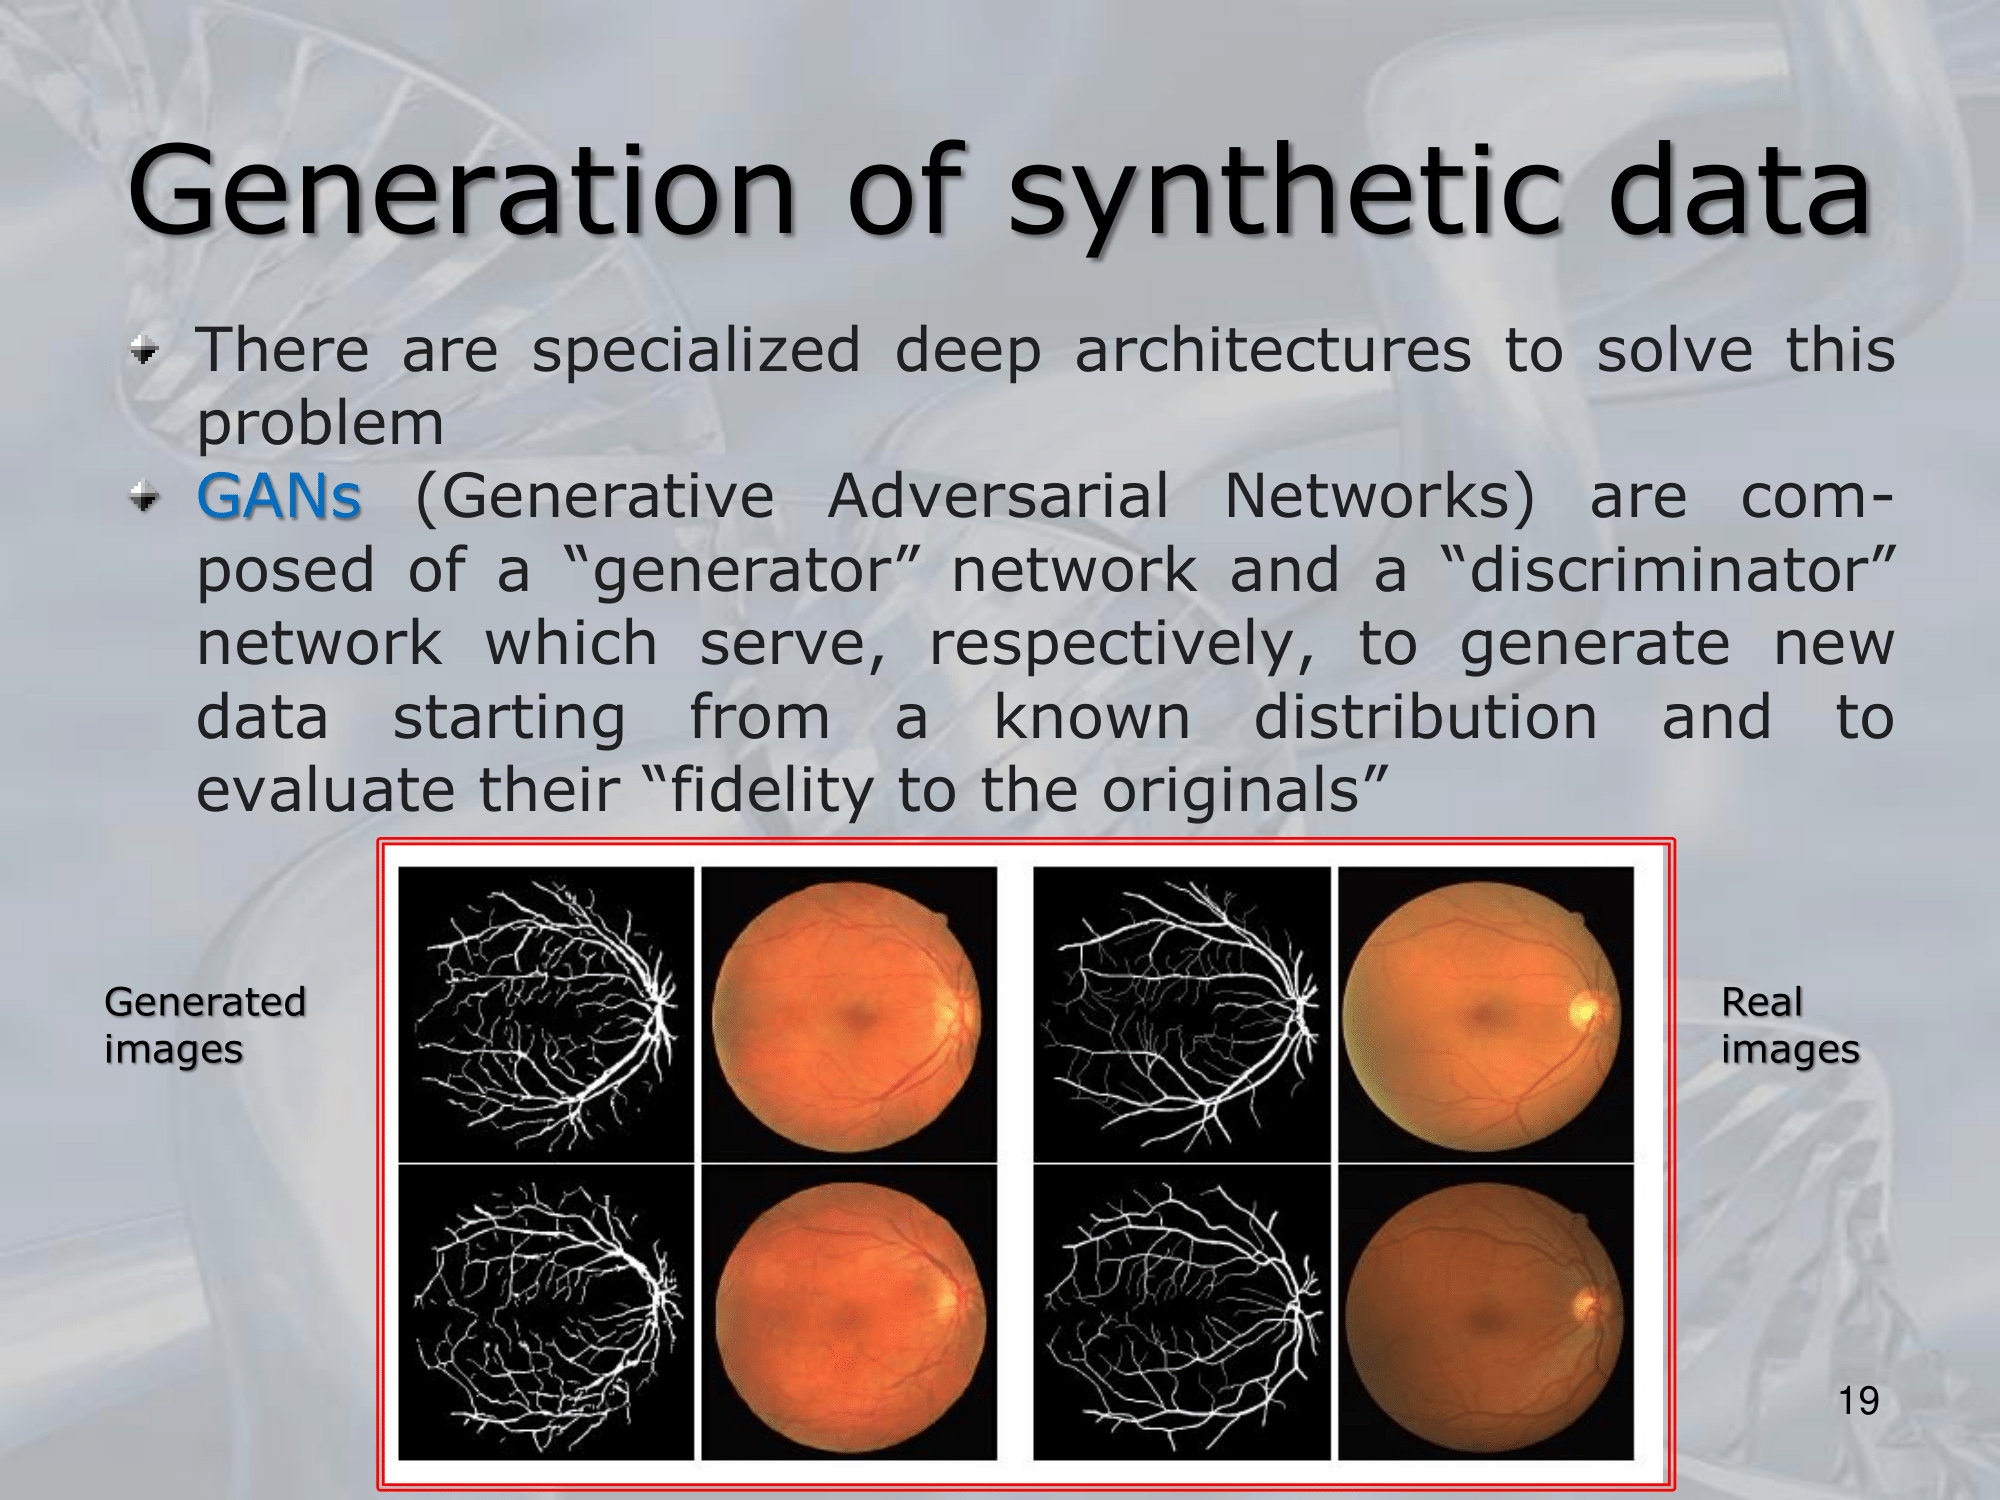 Generation of synthetic data
There are specialized deep architectures to solve this
problem
GANs (Generative Adversarial Networks) are com-
posed of a “generator” network and a “discriminator”
network which serve, respectively, to generate new
data starting from a known distribution and to
evaluate their “fidelity to the originals”
Generated
images
Real
images
19